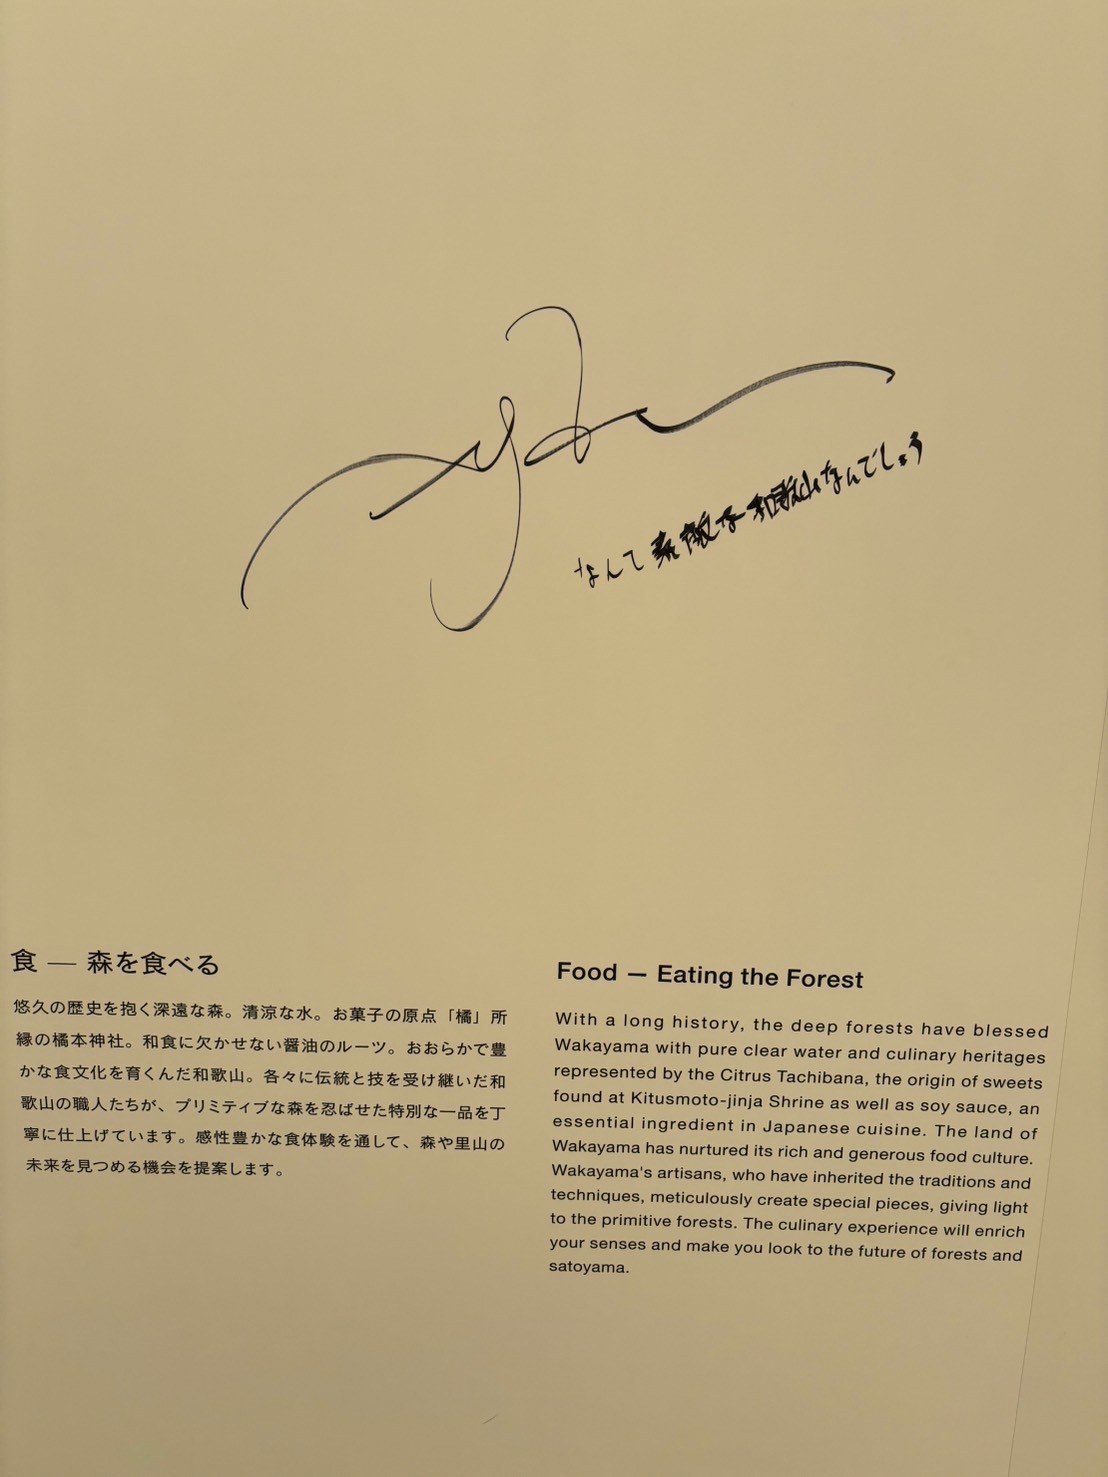 なんて素敵な和歌山なんでしょう
食 — 森を食べる
悠久の歴史を抱く深遠な森。清涼な水。お菓子の原点「橘」所
縁の橘本神社。和食に欠かせない醤油のルーツ。おおらかで豊
かな食文化を育くんだ和歌山。各々に伝統と技を受け継いだ和
歌山の職人たちが、プリミティブな森を忍ばせた特別な一品を丁
寧に仕上げています。感性豊かな食体験を通して、森や里山の
未来を見つめる機会を提案します。
Food — Eating the Forest
With a long history, the deep forests have blessed
Wakayama with pure clear water and culinary heritages
represented by the Citrus Tachibana, the origin of sweets
found at Kitusmoto-jinja Shrine as well as soy sauce, an
essential ingredient in Japanese cuisine. The land of
Wakayama has nurtured its rich and generous food culture.
Wakayama's artisans, who have inherited the traditions and
techniques, meticulously create special pieces, giving light
to the primitive forests. The culinary experience will enrich
your senses and make you look to the future of forests and
satoyama.